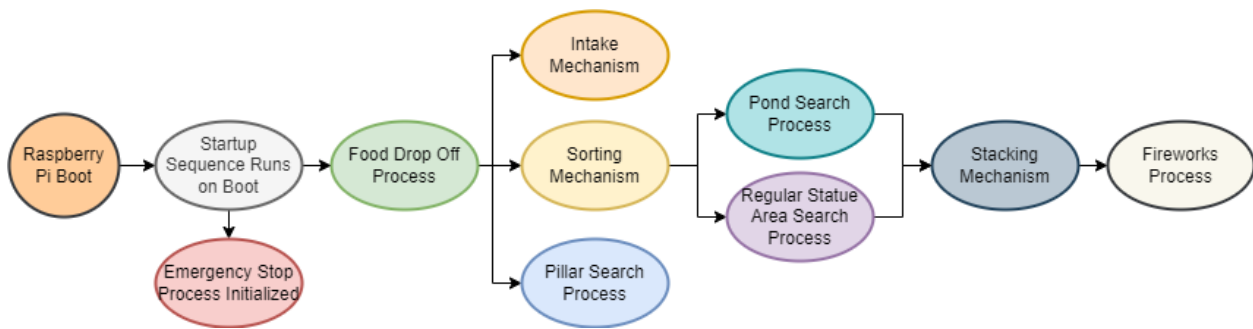 Raspberry
Pi Boot
Startup
Sequence Runs
on Boot
Emergency Stop
Process Initialized
Food Drop Off
Process
Intake
Mechanism
Sorting
Mechanism
Pillar Search
Process
Pond Search
Process
Regular Statue
Area Search
Process
Stacking
Mechanism
Fireworks
Process